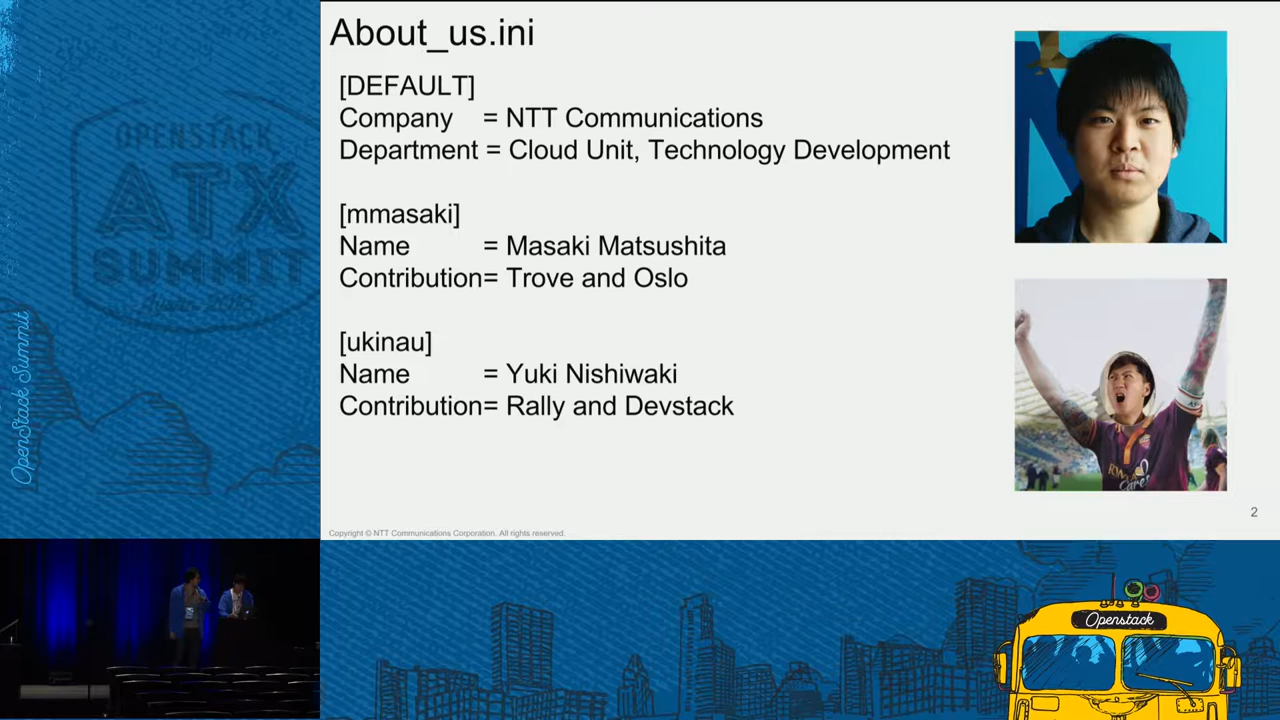 About_us.ini
[DEFAULT]
Company = NTT Communications
Department = Cloud Unit, Technology Development
[mmasaki]
Name = Masaki Matsushita
Contribution= Trove and Oslo
[ukinau]
Name = Yuki Nishiwaki
Contribution= Rally and Devstack
2
Copyright © NTT Communications Corporation. All rights reserved.
OPENSTACK
ATX
SUMMIT
OpenStack Summit
Openstack